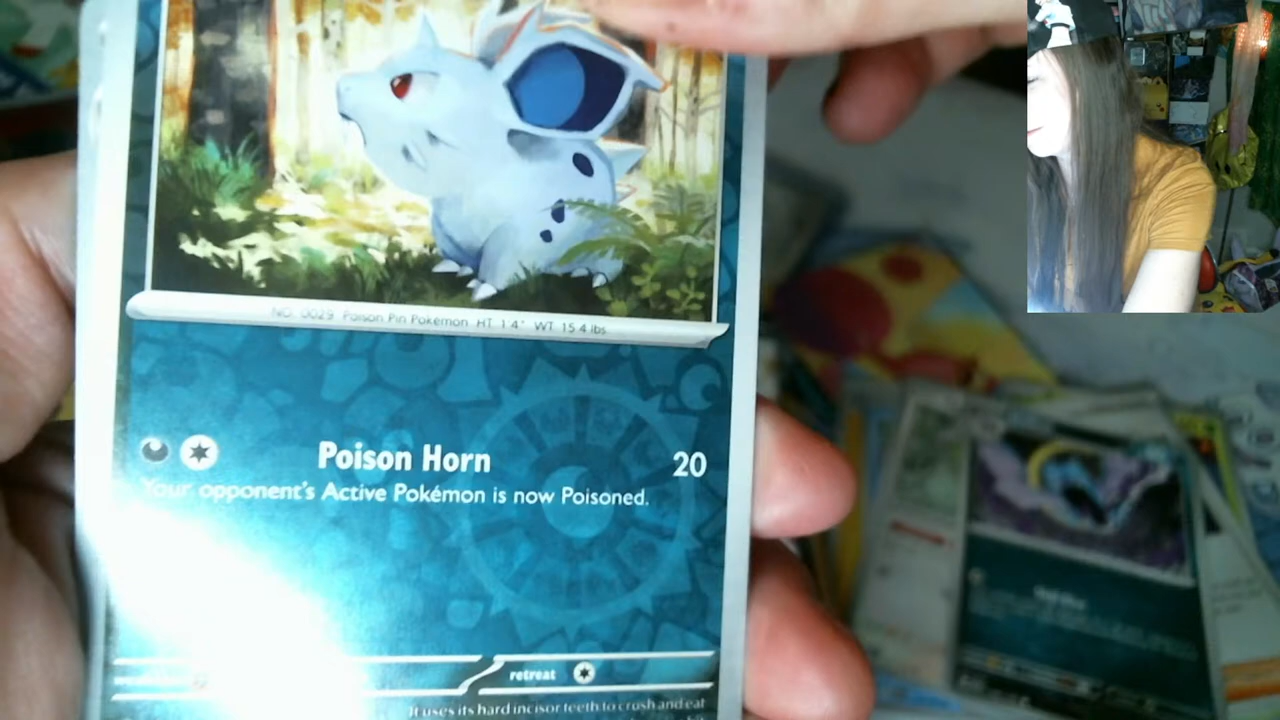 NO. 0029 Poison Pin Pokémon HT 1'4" WT 15.4 lbs
Poison Horn 20
Your opponent's Active Pokémon is now Poisoned.
retreat
It uses its hard incisor teeth to crush and eat